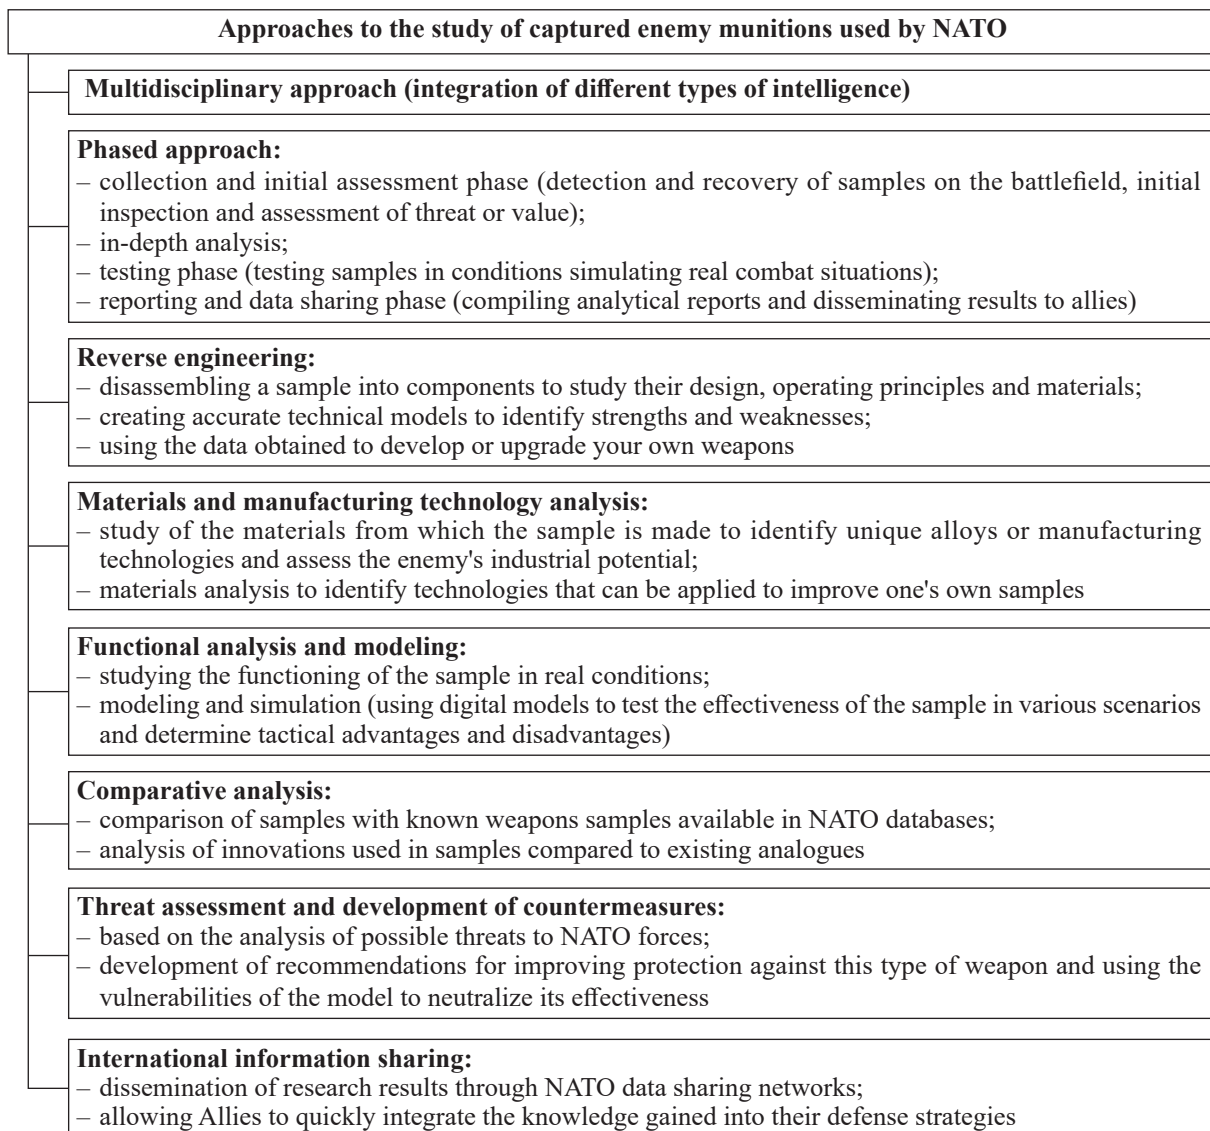 Approaches to the study of captured enemy munitions used by NATO
Multidisciplinary approach (integration of different types of intelligence)
Phased approach:
– collection and initial assessment phase (detection and recovery of samples on the battlefield, initial
inspection and assessment of threat or value);
– in-depth analysis;
– testing phase (testing samples in conditions simulating real combat situations);
– reporting and data sharing phase (compiling analytical reports and disseminating results to allies)
Reverse engineering:
– disassembling a sample into components to study their design, operating principles and materials;
– creating accurate technical models to identify strengths and weaknesses;
– using the data obtained to develop or upgrade your own weapons
Materials and manufacturing technology analysis:
– study of the materials from which the sample is made to identify unique alloys or manufacturing
technologies and assess the enemy's industrial potential;
– materials analysis to identify technologies that can be applied to improve one's own samples
Functional analysis and modeling:
– studying the functioning of the sample in real conditions;
– modeling and simulation (using digital models to test the effectiveness of the sample in various scenarios
and determine tactical advantages and disadvantages)
Comparative analysis:
– comparison of samples with known weapons samples available in NATO databases;
– analysis of innovations used in samples compared to existing analogues
Threat assessment and development of countermeasures:
– based on the analysis of possible threats to NATO forces;
– development of recommendations for improving protection against this type of weapon and using the
vulnerabilities of the model to neutralize its effectiveness
International information sharing:
– dissemination of research results through NATO data sharing networks;
– allowing Allies to quickly integrate the knowledge gained into their defense strategies